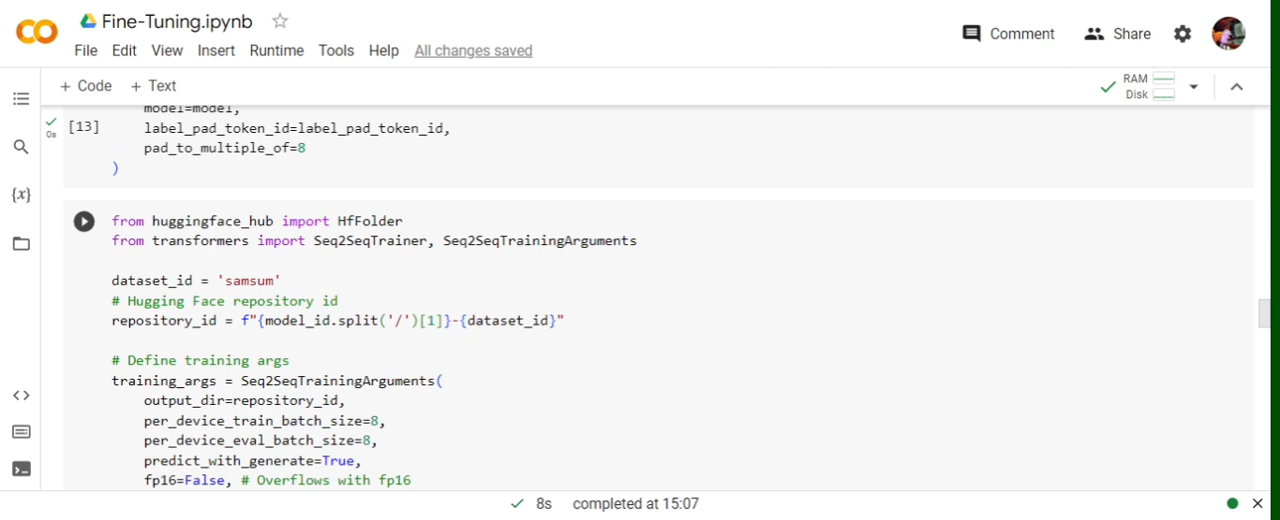 Fine-Tuning.ipynb
File Edit View Insert Runtime Tools Help All changes saved
Comment Share
+ Code + Text
RAM
Disk
model=model,
[13] label_pad_token_id=label_pad_token_id,
0s
pad_to_multiple_of=8
)
from huggingface_hub import HfFolder
from transformers import Seq2SeqTrainer, Seq2SeqTrainingArguments
dataset_id = 'samsum'
# Hugging Face repository id
repository_id = f"{model_id.split('/')[1]}-{dataset_id}"
# Define training args
training_args = Seq2SeqTrainingArguments(
output_dir=repository_id,
per_device_train_batch_size=8,
per_device_eval_batch_size=8,
predict_with_generate=True,
fp16=False, # Overflows with fp16
8s completed at 15:07